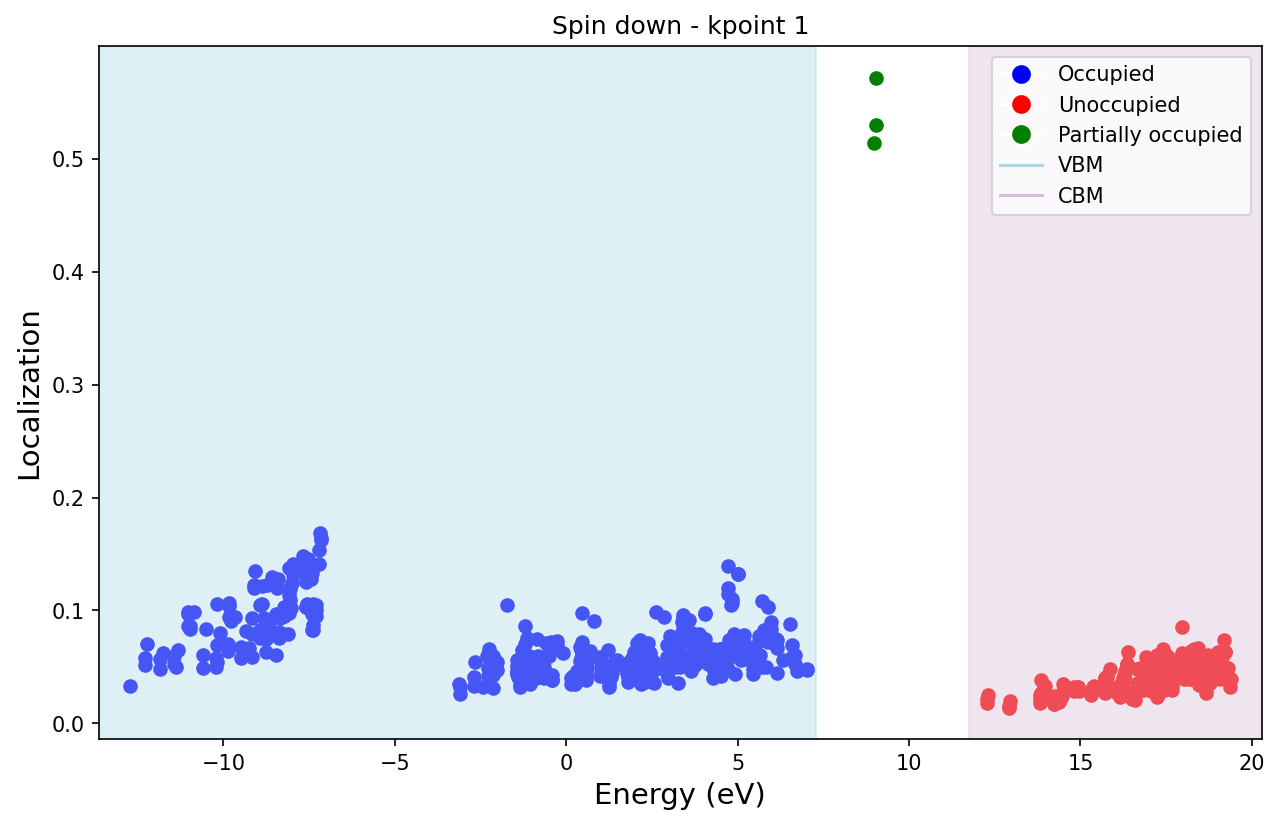 Spin down - kpoint 1
Localization
0.5
0.4
0.3
0.2
0.1
0.0
Occupied
Unoccupied
Partially occupied
VBM
CBM
−10
−5
0
5
10
15
20
Energy (eV)